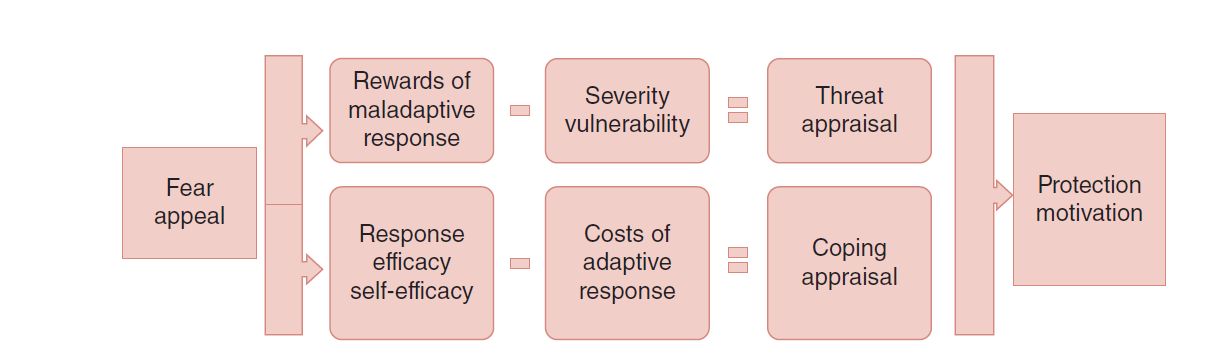 Fear
appeal
Rewards of
maladaptive
response
Severity
vulnerability
Threat
appraisal
Response
efficacy
self-efficacy
Costs of
adaptive
response
Coping
appraisal
Protection
motivation